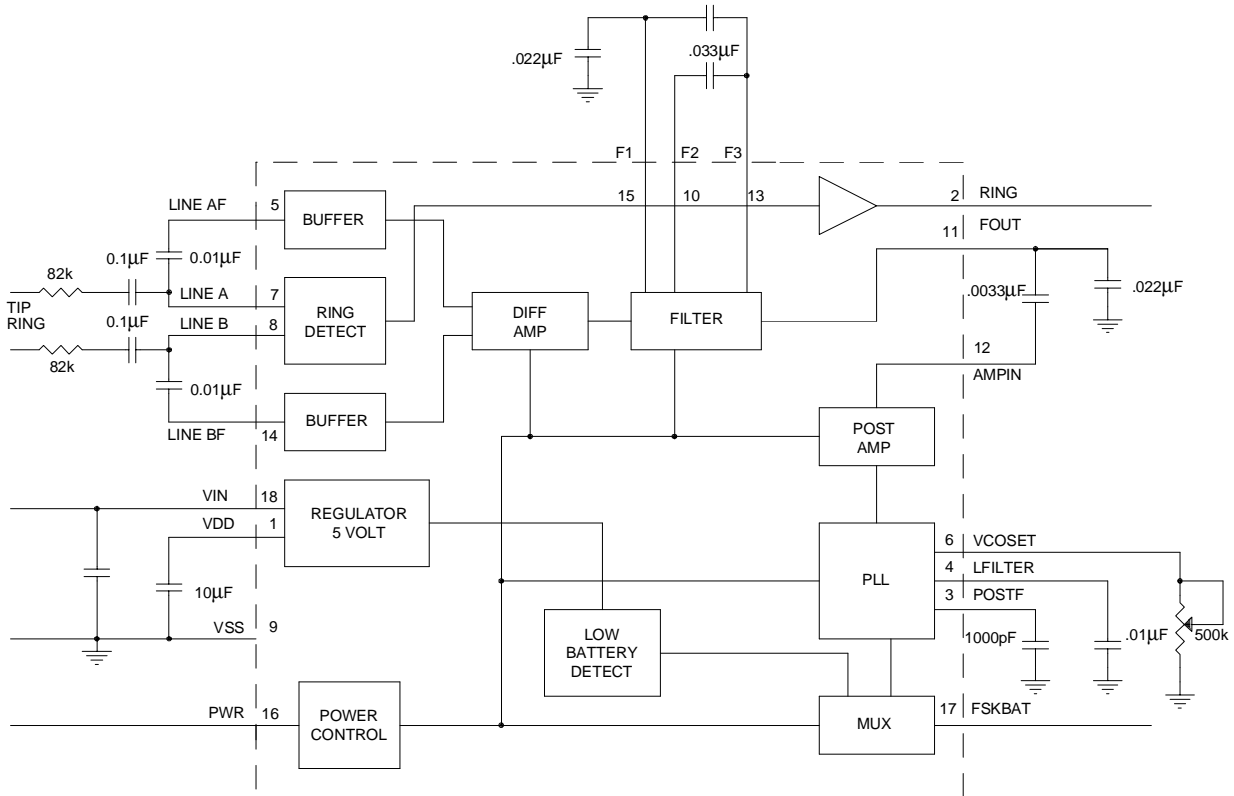 .022μF
.033μF
F1
F2
F3
LINE AF
5
BUFFER
15
10
13
2
RING
11
FOUT
82k
0.1μF
0.01μF
LINE A
7
TIP
RING
RING
DETECT
DIFF
AMP
FILTER
.0033μF
.022μF
0.1μF
LINE B
8
82k
0.01μF
12
AMPIN
LINE BF
14
BUFFER
POST
AMP
VIN
18
VDD
1
REGULATOR
5 VOLT
10μF
VSS
9
PLL
6
VCOSET
4
LFILTER
3
POSTF
1000pF
.01μF
500k
LOW
BATTERY
DETECT
PWR
16
POWER
CONTROL
MUX
17
FSKBAT